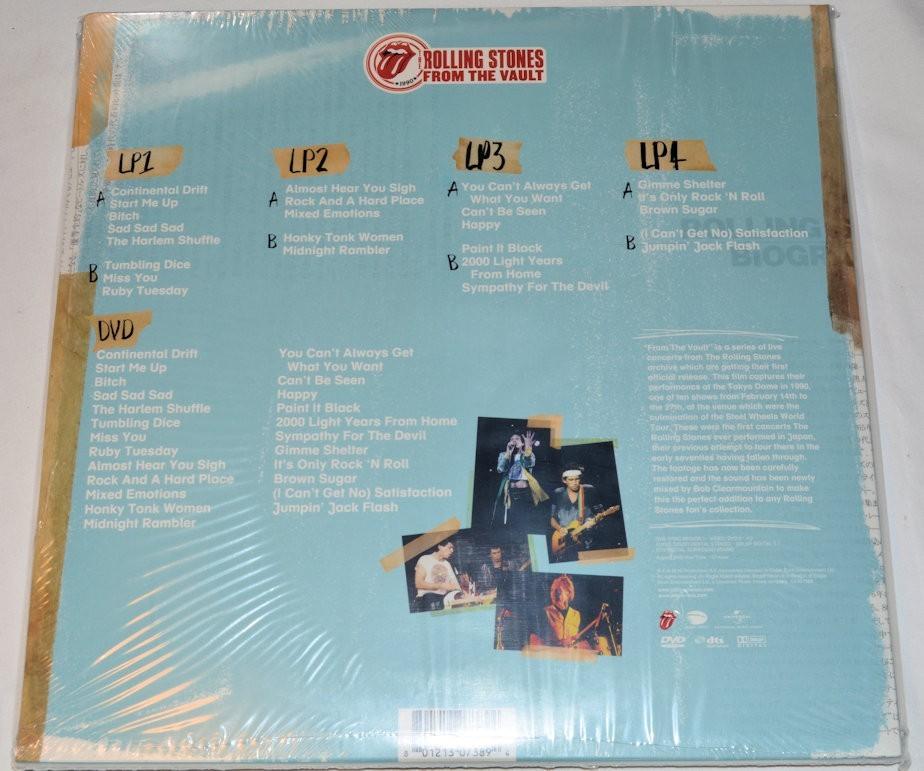 THE
ROLLING STONES
FROM THE VAULT
1990
LP1
A
Continental Drift
Start Me Up
Bitch
Sad Sad Sad
The Harlem Shuffle
B
Tumbling Dice
Miss You
Ruby Tuesday
LP2
A
Almost Hear You Sigh
Rock And A Hard Place
Mixed Emotions
B
Honky Tonk Women
Midnight Rambler
LP3
A
You Can't Always Get
What You Want
Can't Be Seen
Happy
B
Paint It Black
2000 Light Years
From Home
Sympathy For The Devil
LP4
A
Gimme Shelter
It's Only Rock 'N Roll
Brown Sugar
B
(I Can't Get No) Satisfaction
Jumpin' Jack Flash
DVD
Continental Drift
Start Me Up
Bitch
Sad Sad Sad
The Harlem Shuffle
Tumbling Dice
Miss You
Ruby Tuesday
Almost Hear You Sigh
Rock And A Hard Place
Mixed Emotions
Honky Tonk Women
Midnight Rambler
You Can't Always Get
What You Want
Can't Be Seen
Happy
Paint It Black
2000 Light Years From Home
Sympathy For The Devil
Gimme Shelter
It's Only Rock 'N Roll
Brown Sugar
(I Can't Get No) Satisfaction
Jumpin' Jack Flash
"From The Vault" is a series of live
concerts from The Rolling Stones
archive which are getting their first
official release. This film captures their
performance at the Tokyo Dome in 1990,
one of ten shows from February 14th to
the 27th, at the venue which were the
culmination of the Steel Wheels World
Tour. These were the first concerts The
Rolling Stones ever performed in Japan,
their previous attempt to tour there in the
early seventies having fallen through.
The footage has now been carefully
restored and the sound has been newly
mixed by Bob Clearmountain to make
this the perfect addition to any Rolling
Stones fan's collection.
DVD
dts
DIGITAL
01213 07389